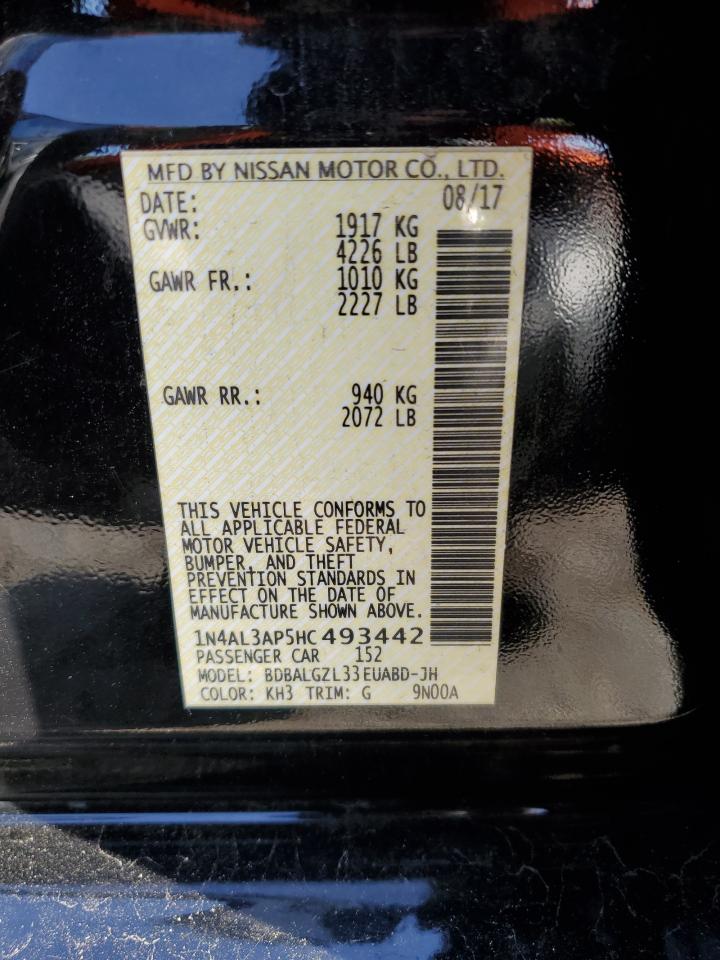 MFD BY NISSAN MOTOR CO., LTD.
DATE: 08/17
GVWR: 1917 KG
4226 LB
GAWR FR.: 1010 KG
2227 LB
GAWR RR.: 940 KG
2072 LB
THIS VEHICLE CONFORMS TO
ALL APPLICABLE FEDERAL
MOTOR VEHICLE SAFETY,
BUMPER, AND THEFT
PREVENTION STANDARDS IN
EFFECT ON THE DATE OF
MANUFACTURE SHOWN ABOVE.
1N4AL3AP5HC493442
PASSENGER CAR 152
MODEL: BDBALGZL33EUABD-JH
COLOR: KH3 TRIM: G 9N00A